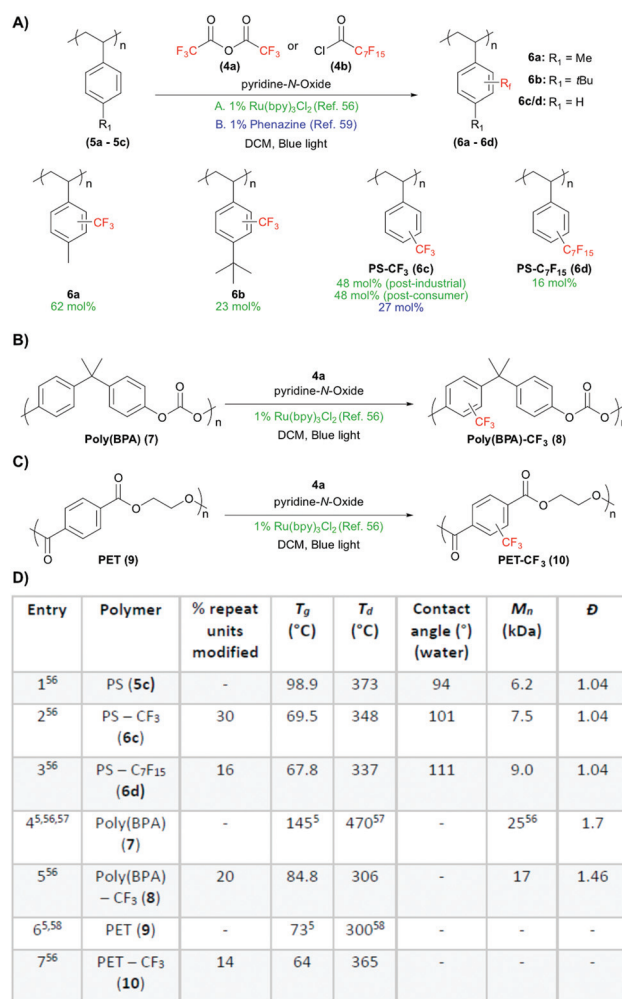 A)
n
R1
(5a - 5c)
F3C O O O CF3
(4a)
or
Cl O C7F15
(4b)
pyridine-N-Oxide
A. 1% Ru(bpy)3Cl2 (Ref. 56)
B. 1% Phenazine (Ref. 59)
DCM, Blue light
n
Rf
R1
(6a - 6d)
6a: R1 = Me
6b: R1 = tBu
6c/d: R1 = H
n
CF3
6a
62 mol%
n
CF3
6b
23 mol%
n
CF3
PS-CF3 (6c)
48 mol% (post-industrial)
48 mol% (post-consumer)
27 mol%
n
C7F15
PS-C7F15 (6d)
16 mol%
B)
O O O n
Poly(BPA) (7)
4a
pyridine-N-Oxide
1% Ru(bpy)3Cl2 (Ref. 56)
DCM, Blue light
CF3
O O O n
Poly(BPA)-CF3 (8)
C)
O O O O n
PET (9)
4a
pyridine-N-Oxide
1% Ru(bpy)3Cl2 (Ref. 56)
DCM, Blue light
O O O O n
CF3
PET-CF3 (10)
D)
Entry Polymer % repeat units modified Tg (°C) Td (°C) Contact angle (°) (water) Mn (kDa) Đ
1^56 PS (5c) - 98.9 373 94 6.2 1.04
2^56 PS – CF3 (6c) 30 69.5 348 101 7.5 1.04
3^56 PS – C7F15 (6d) 16 67.8 337 111 9.0 1.04
4^5,56,57 Poly(BPA) (7) - 145^5 470^57 - 25^56 1.7
5^56 Poly(BPA) – CF3 (8) 20 84.8 306 - 17 1.46
6^5,58 PET (9) - 73^5 300^58 - - -
7^56 PET – CF3 (10) 14 64 365 - - -